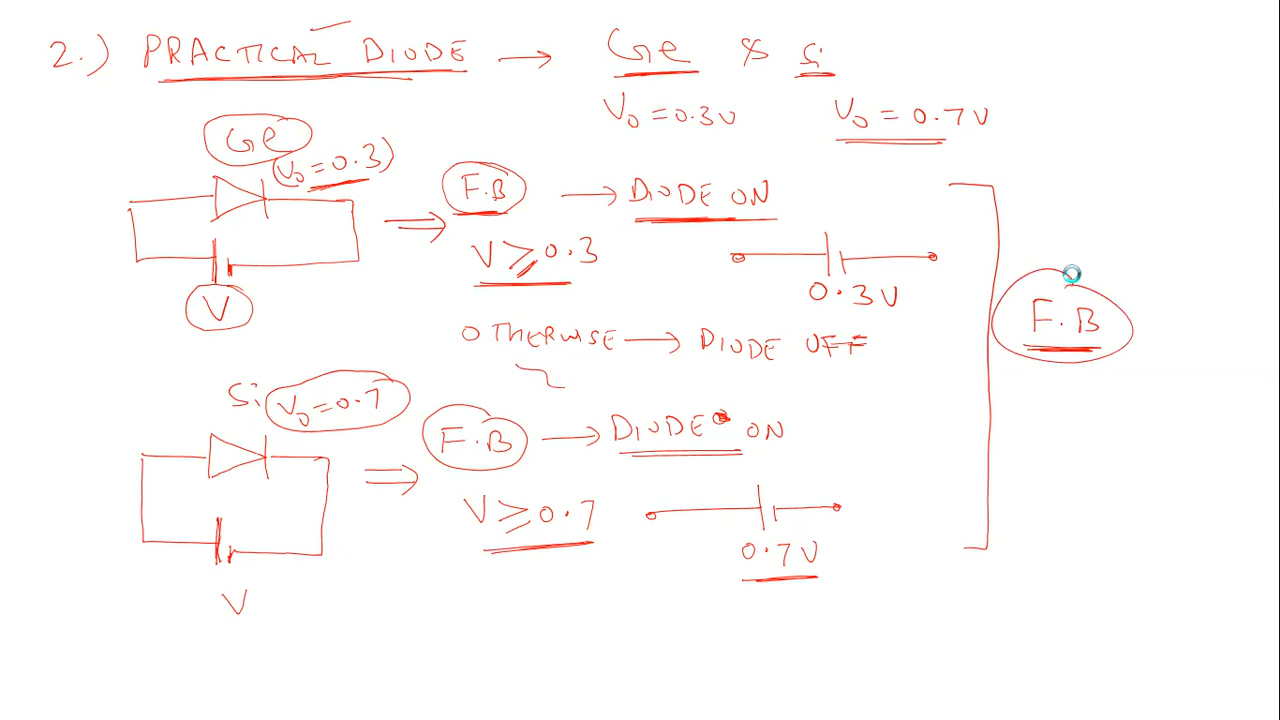 2.) PRACTICAL DIODE → Ge & Si
V₀ = 0.3V V₀ = 0.7V
Ge
(V₀ = 0.3)
F.B → DIODE ON
V ≥ 0.3
0.3V
V
F.B
OTHERWISE → DIODE OFF
Si V₀ = 0.7
F.B → DIODE ON
V ≥ 0.7
0.7V
V